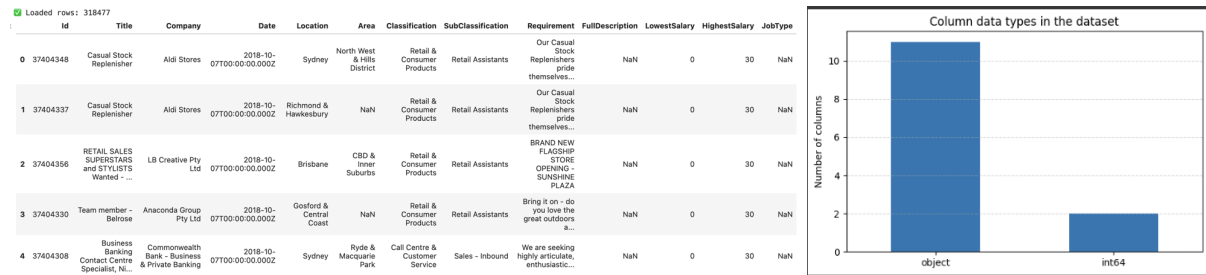 ✅ Loaded rows: 318477
Id Title Company Date Location Area Classification SubClassification Requirement FullDescription LowestSalary HighestSalary JobType
0 37404348 Casual Stock Replenisher Aldi Stores 2018-10-07T00:00:00.000Z Sydney North West & Hills District Retail & Consumer Products Retail Assistants Our Casual Stock Replenishers pride themselves... NaN 0 30 NaN
1 37404337 Casual Stock Replenisher Aldi Stores 2018-10-07T00:00:00.000Z Richmond & Hawkesbury NaN Retail & Consumer Products Retail Assistants Our Casual Stock Replenishers pride themselves... NaN 0 30 NaN
2 37404356 RETAIL SALES SUPERSTARS and STYLISTS Wanted - ... LB Creative Pty Ltd 2018-10-07T00:00:00.000Z Brisbane CBD & Inner Suburbs Retail & Consumer Products Retail Assistants BRAND NEW FLAGSHIP STORE OPENING - SUNSHINE PLAZA NaN 0 30 NaN
3 37404330 Team member - Belrose Anaconda Group Pty Ltd 2018-10-07T00:00:00.000Z Gosford & Central Coast NaN Retail & Consumer Products Retail Assistants Bring it on - do you love the great outdoors a... NaN 0 30 NaN
4 37404308 Business Banking Contact Centre Specialist, Ni... Commonwealth Bank - Business & Private Banking 2018-10-07T00:00:00.000Z Sydney Ryde & Macquarie Park Call Centre & Customer Service Sales - Inbound We are seeking highly articulate, enthusiastic... NaN 0 30 NaN
Column data types in the dataset
Number of columns
10
8
6
4
2
0
object int64